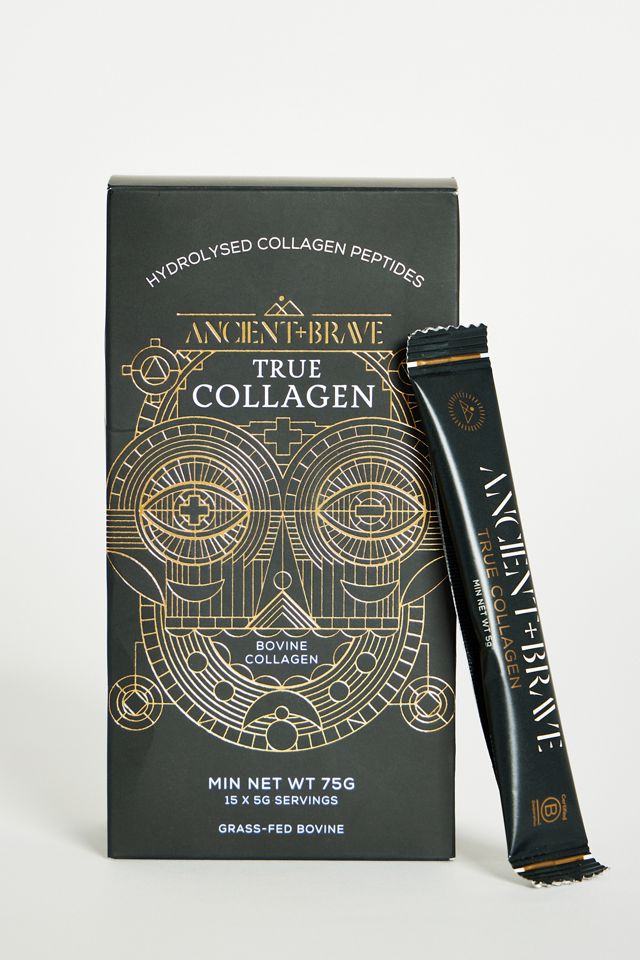 HYDROLYSED COLLAGEN PEPTIDES
ANCIENT+BRAVE
TRUE
COLLAGEN
BOVINE
COLLAGEN
MIN NET WT 75G
15 X 5G SERVINGS
GRASS-FED BOVINE
ANCIENT+BRAVE
TRUE COLLAGEN
MIN NET WT 5g
Certified
B